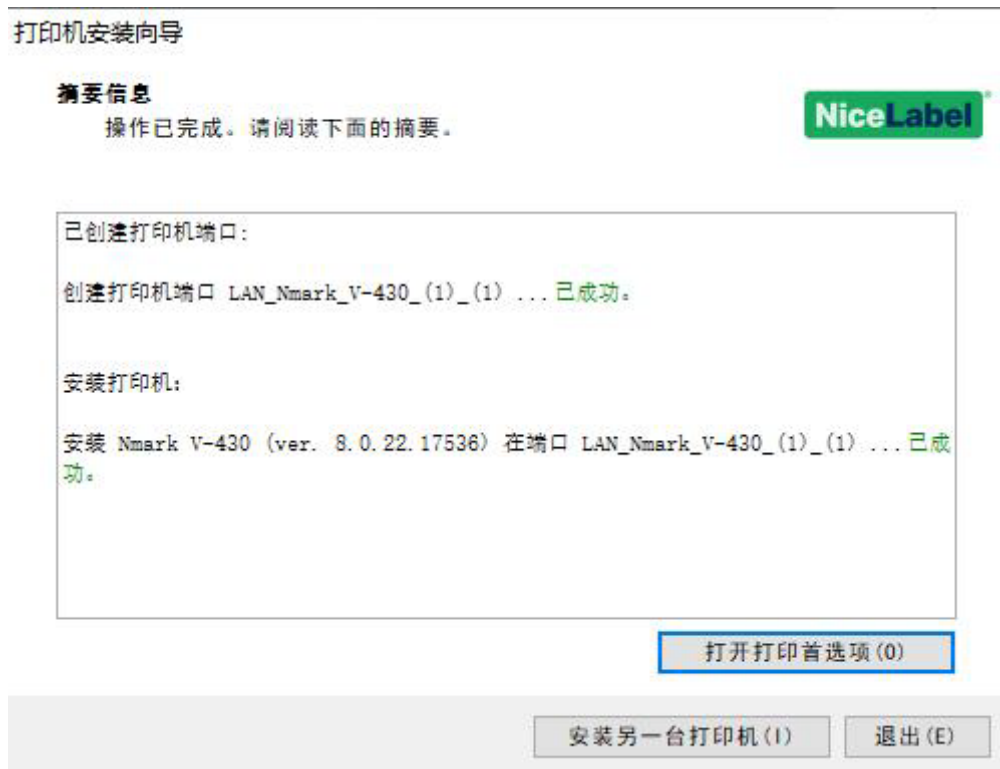 打印机安装向导
摘要信息
操作已完成。请阅读下面的摘要。
NiceLabel
已创建打印机端口:
创建打印机端口 LAN_Nmark_V-430_(1)_(1) ...已成功。
安装打印机:
安装 Nmark V-430 (ver. 8.0.22.17536) 在端口 LAN_Nmark_V-430_(1)_(1) ...已成
功。
打开打印首选项(O)
安装另一台打印机(I)
退出(E)